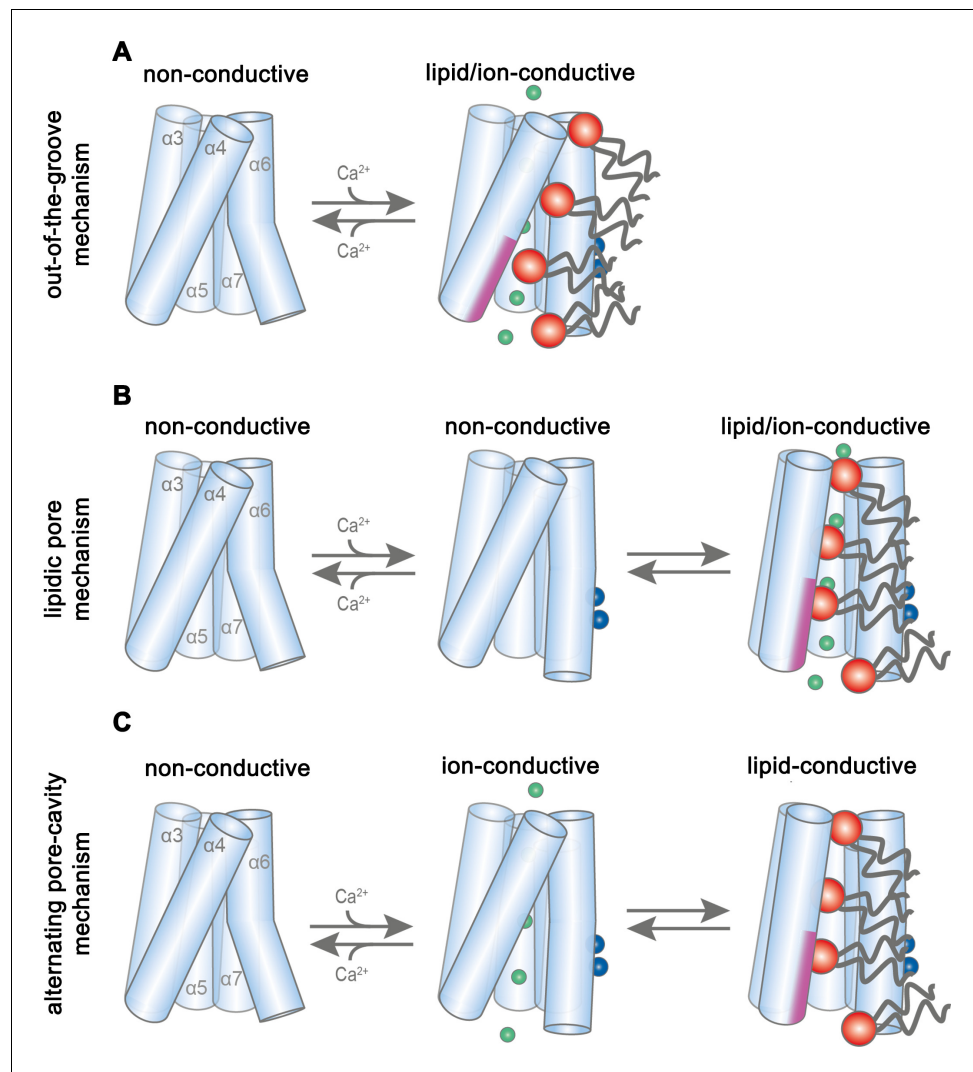 A
non-conductive
lipid/ion-conductive
out-of-the-groove
mechanism
α3
α4
α6
α5
α7
Ca²⁺
Ca²⁺
B
non-conductive
non-conductive
lipid/ion-conductive
lipidic pore
mechanism
α3
α4
α6
α5
α7
Ca²⁺
Ca²⁺
C
non-conductive
ion-conductive
lipid-conductive
alternating pore-cavity
mechanism
α3
α4
α6
α5
α7
Ca²⁺
Ca²⁺